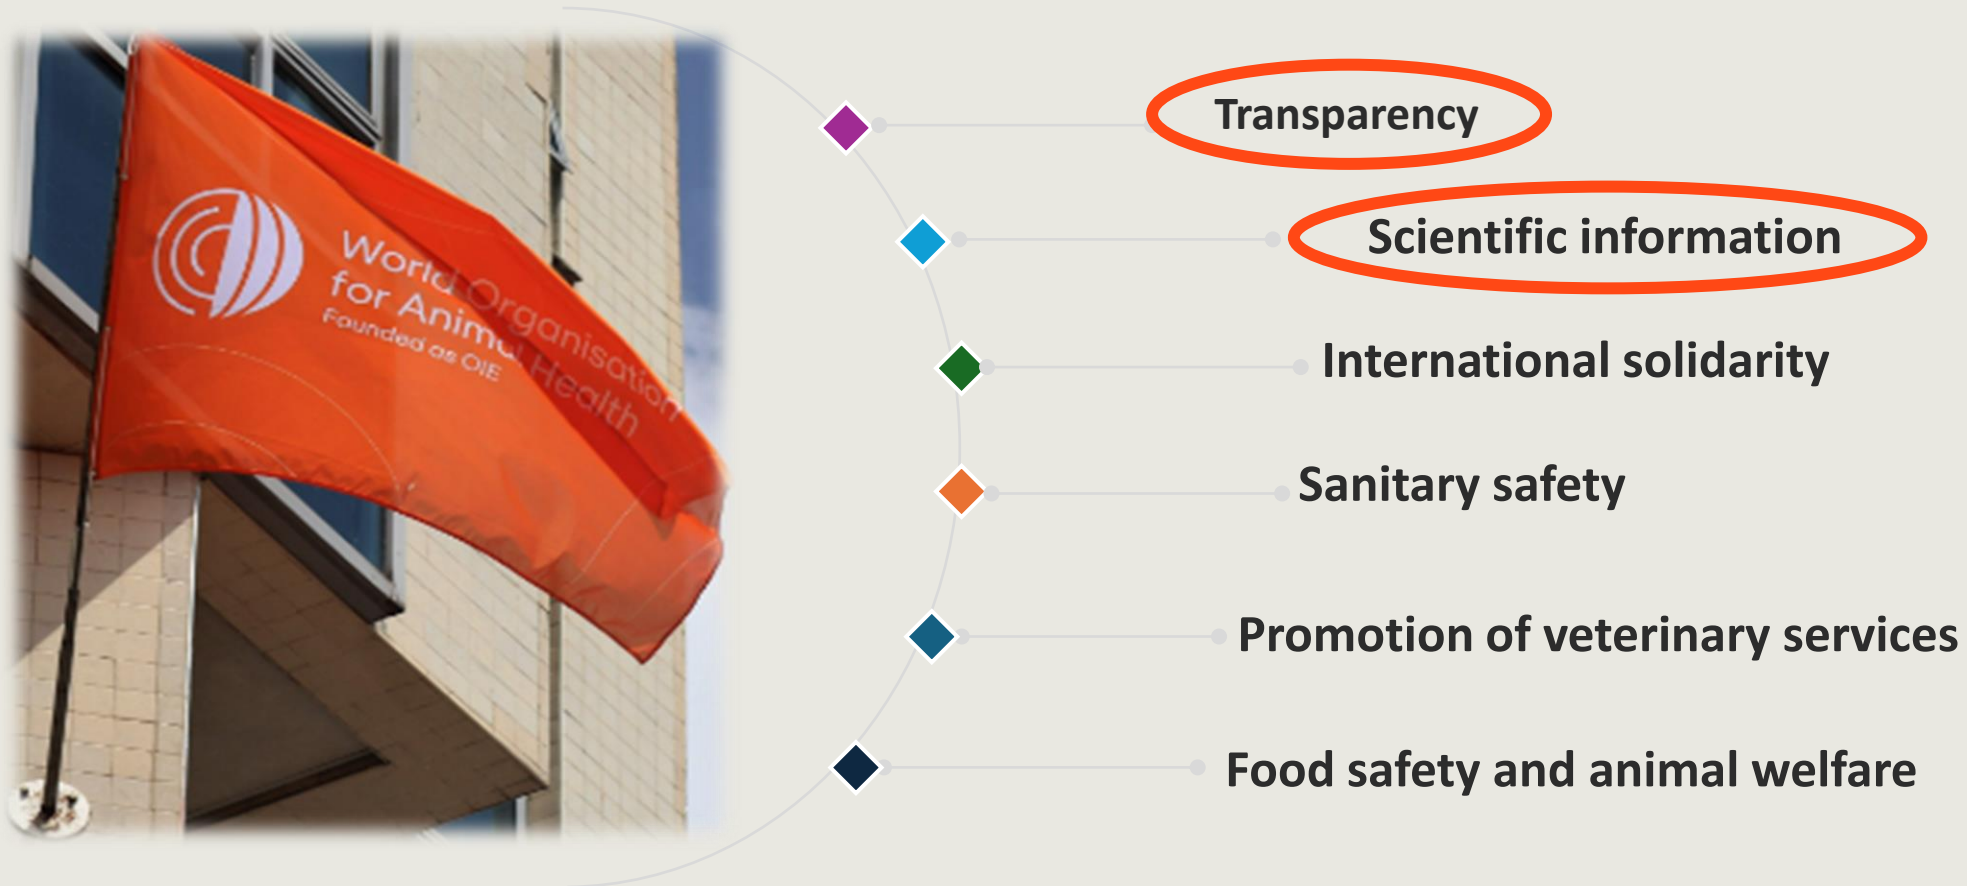 World Organisation
for Animal Health
Founded as OIE
Transparency
Scientific information
International solidarity
Sanitary safety
Promotion of veterinary services
Food safety and animal welfare